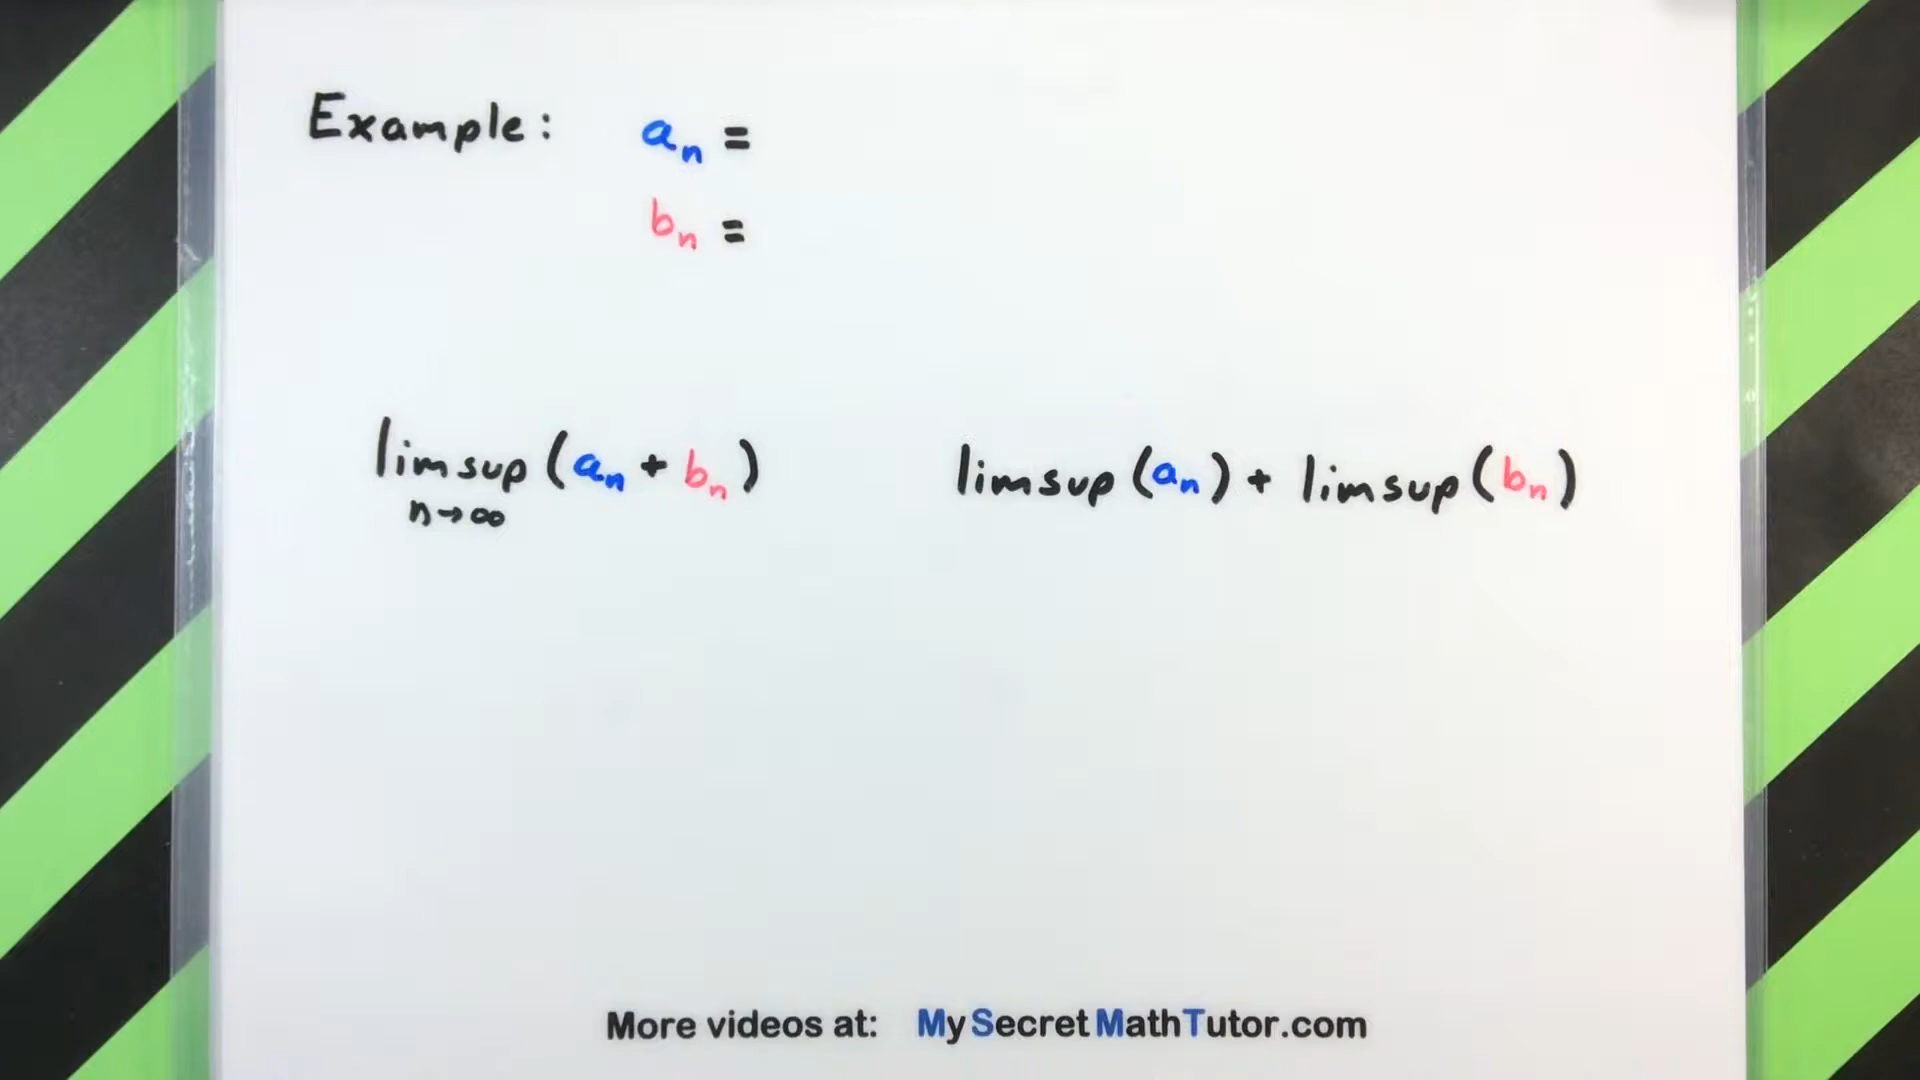 Example: aₙ =
bₙ =
limsup (aₙ + bₙ) limsup (aₙ) + limsup (bₙ)
n→∞
More videos at: MySecretMathTutor.com